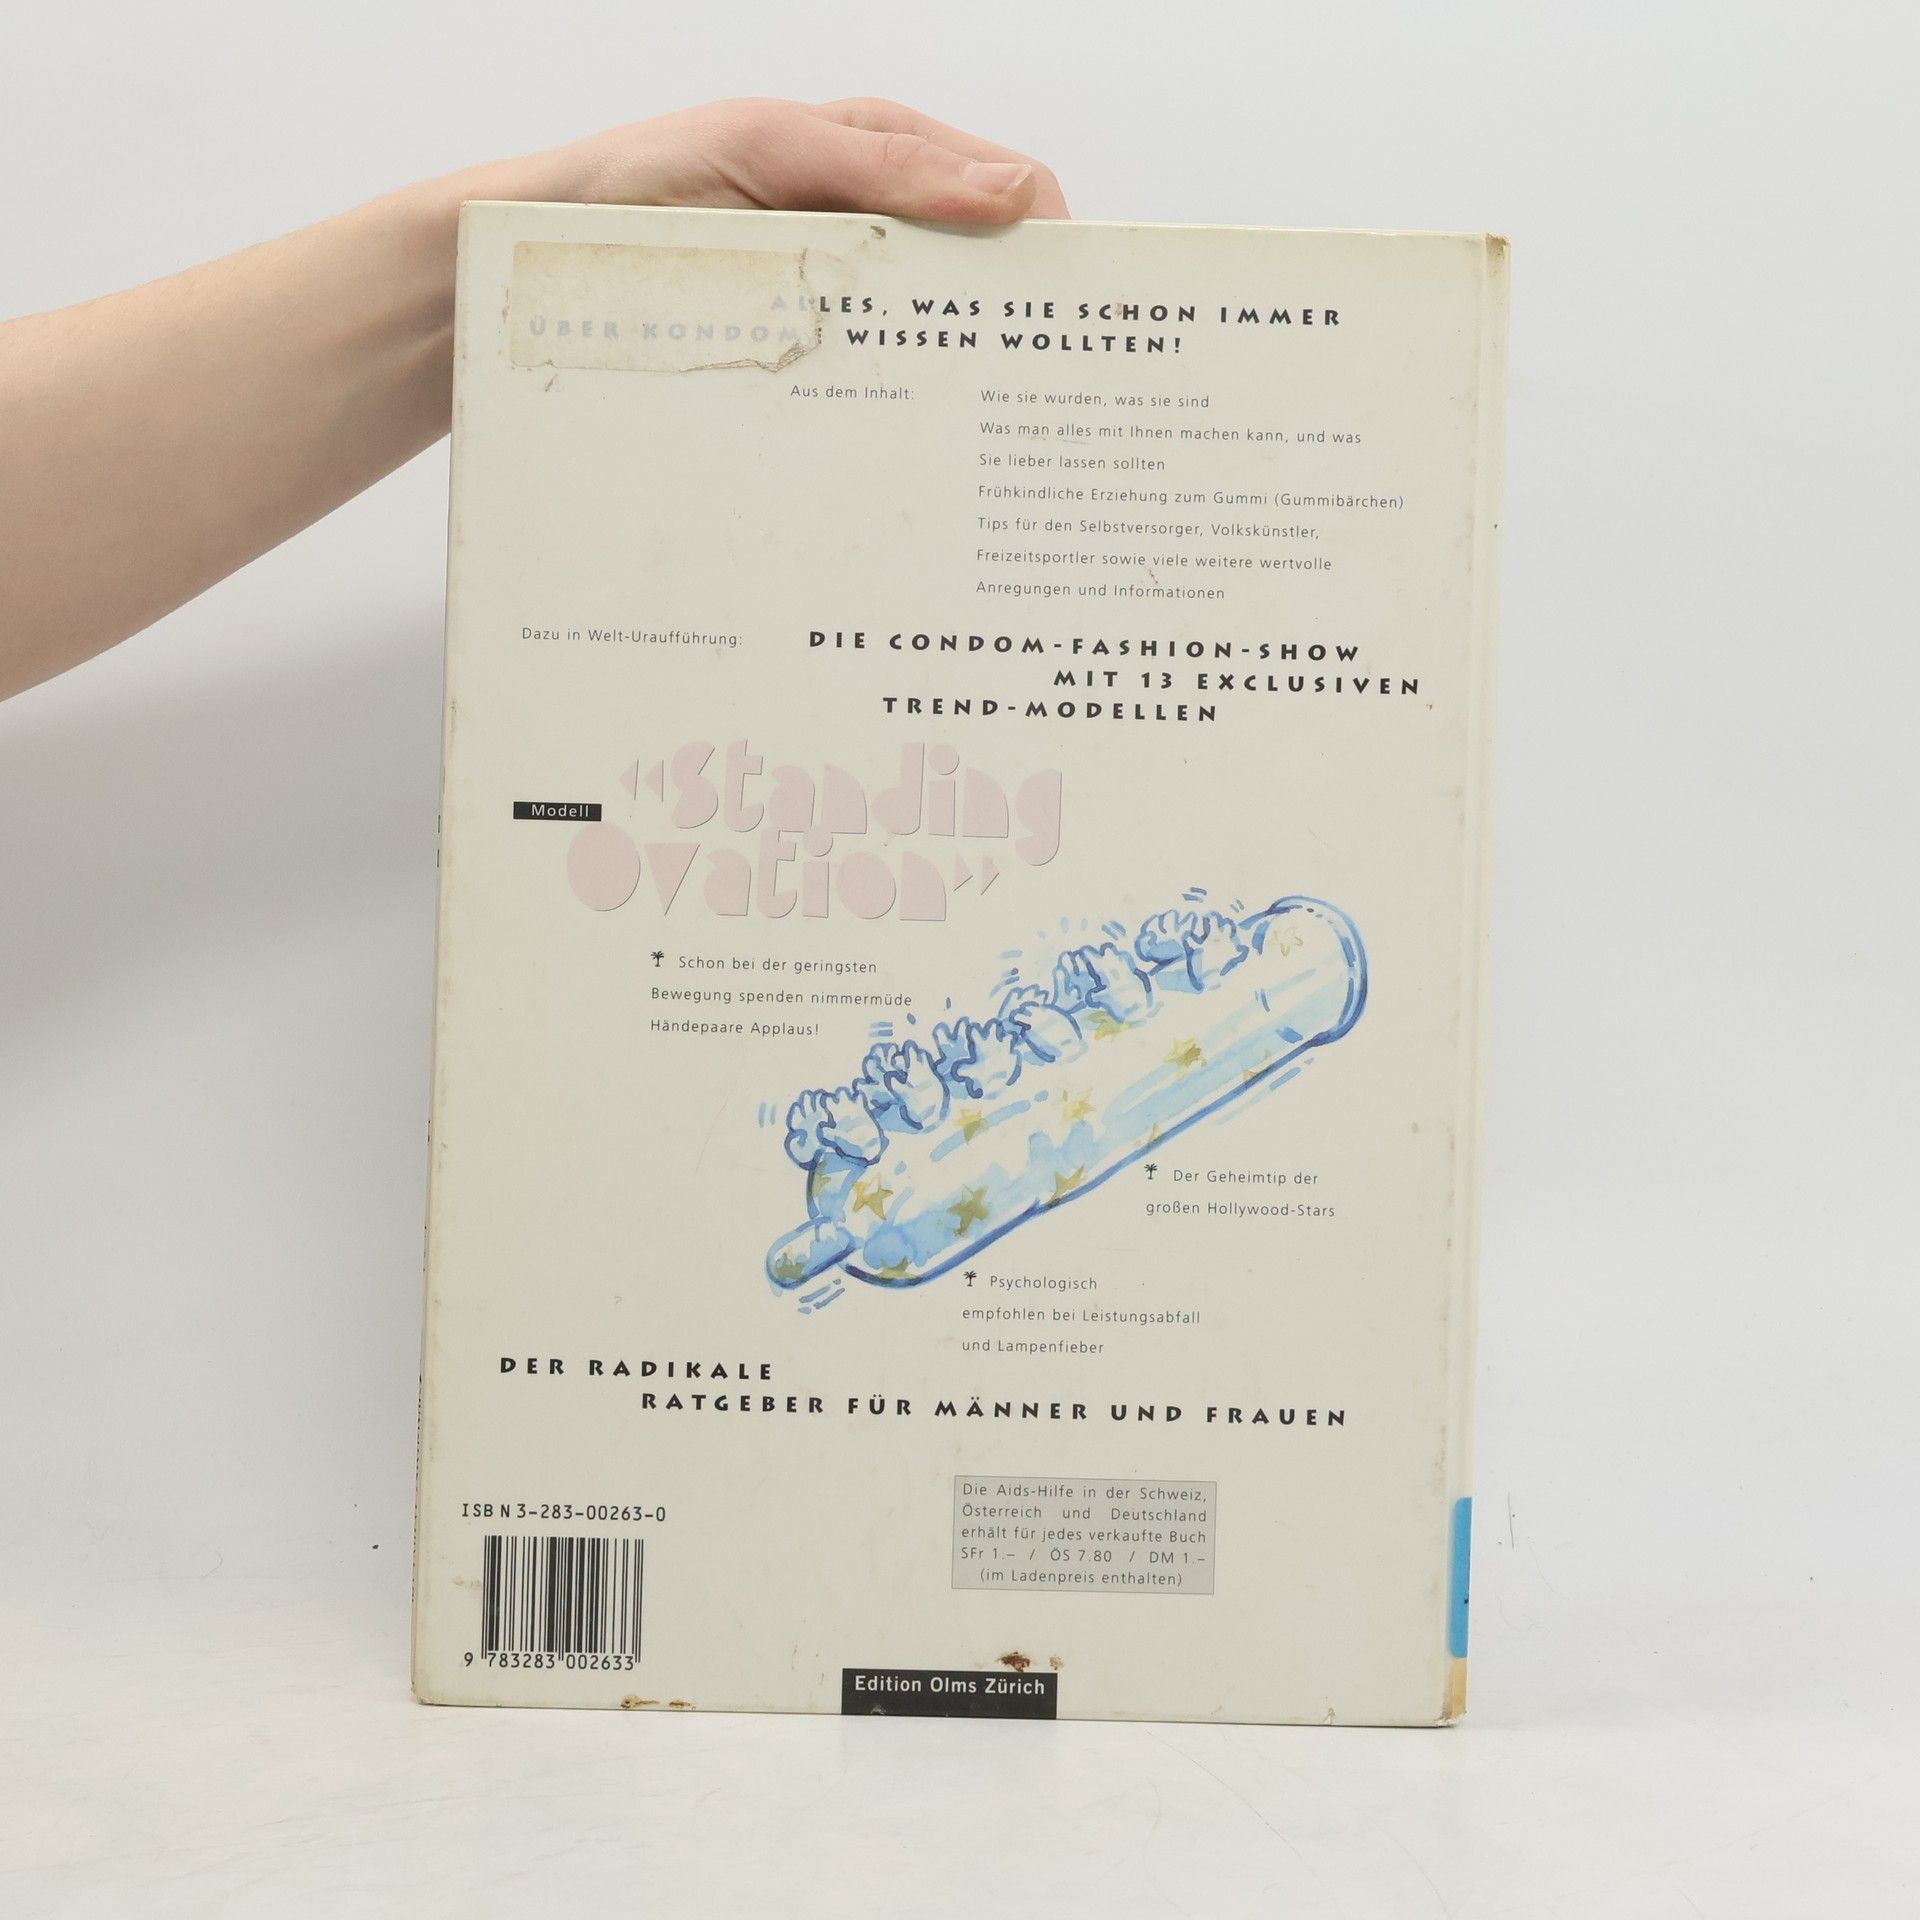 ALLES, WAS SIE SCHON IMMER
ÜBER KONDOME WISSEN WOLLTEN!
Aus dem Inhalt:
Wie sie wurden, was sie sind
Was man alles mit Ihnen machen kann, und was
Sie lieber lassen sollten
Frühkindliche Erziehung zum Gummi (Gummibärchen)
Tips für den Selbstversorger, Volkskünstler,
Freizeitsportler sowie viele weitere wertvolle
Anregungen und Informationen
Dazu in Welt-Uraufführung:
DIE CONDOM-FASHION-SHOW
MIT 13 EXCLUSIVEN
TREND-MODELLEN
Modell
«Standing
Ovation»
Schon bei der geringsten
Bewegung spenden nimmermüde
Händepaare Applaus!
Der Geheimtip der
großen Hollywood-Stars
Psychologisch
empfohlen bei Leistungsabfall
und Lampenfieber
DER RADIKALE
RATGEBER FÜR MÄNNER UND FRAUEN
ISBN 3-283-00263-0
9 783283 002633
Die Aids-Hilfe in der Schweiz,
Österreich und Deutschland
erhält für jedes verkaufte Buch
SFr 1.– / ÖS 7.80 / DM 1.–
(im Ladenpreis enthalten)
Edition Olms Zürich